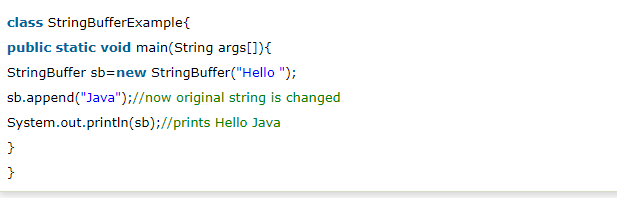 class StringBufferExample{
public static void main(String args[]){
StringBuffer sb=new StringBuffer("Hello ");
sb.append("Java");//now original string is changed
System.out.println(sb);//prints Hello Java
}
}